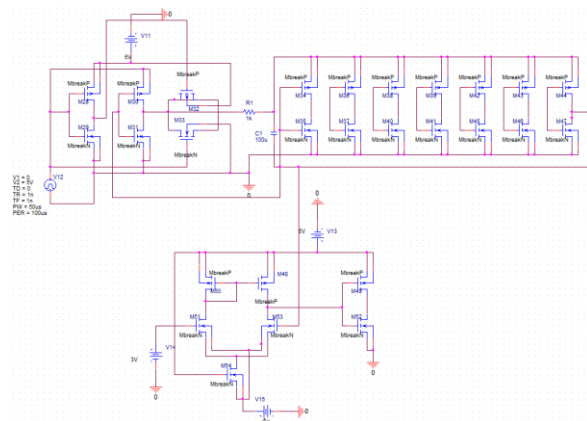 0
V11
5V
MbreakP
MbreakP
MbreakP
M28
M30
M32
M33
M29
M31
MbreakN
MbreakN
MbreakN
R1
1k
C1
100u
V12
V1 = 0
V2 = 5V
TD = 0
TR = 1n
TF = 1n
PW = 50us
PER = 100us
0
MbreakP
MbreakP
MbreakP
MbreakP
MbreakP
MbreakP
MbreakP
M34
M36
M38
M39
M42
M43
M44
M35
M37
M40
M41
M45
M46
M47
MbreakN
MbreakN
MbreakN
MbreakN
MbreakN
MbreakN
MbreakN
0
5V
V13
MbreakP
M50
MbreakP
MbreakP
M51
M53
MbreakN
MbreakN
M52
MbreakN
3V
V14
0
M54
MbreakN
V15
0
0